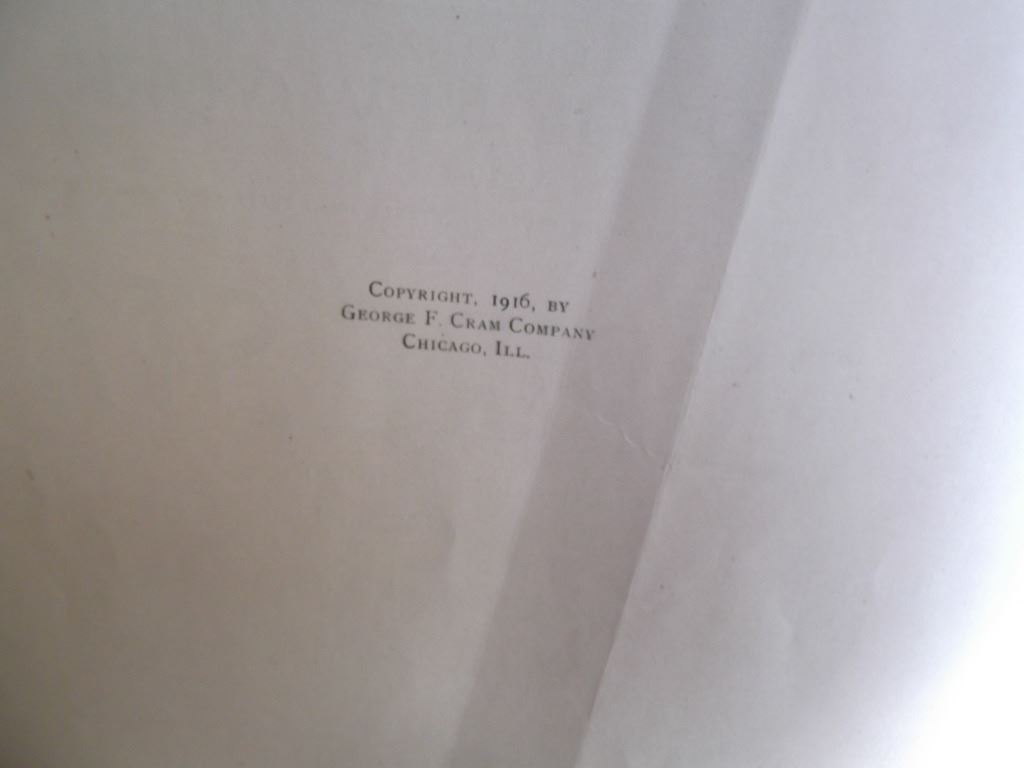 Copyright, 1916, by
George F. Cram Company
Chicago, Ill.